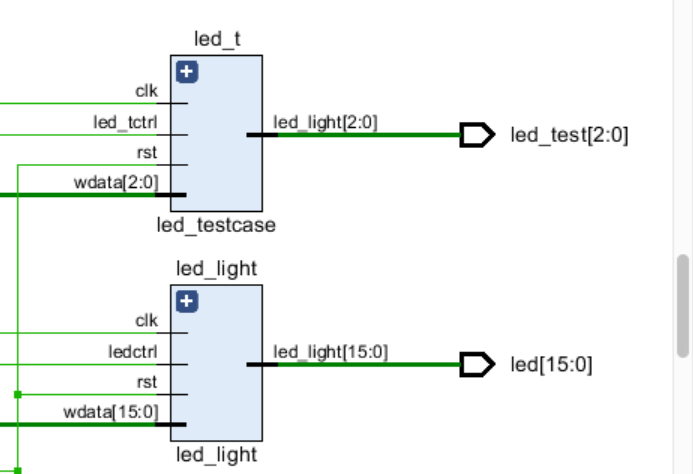 led_t
clk
led_tctrl
rst
wdata[2:0]
led_light[2:0]
led_test[2:0]
led_testcase
led_light
clk
ledctrl
rst
wdata[15:0]
led_light[15:0]
led[15:0]
led_light